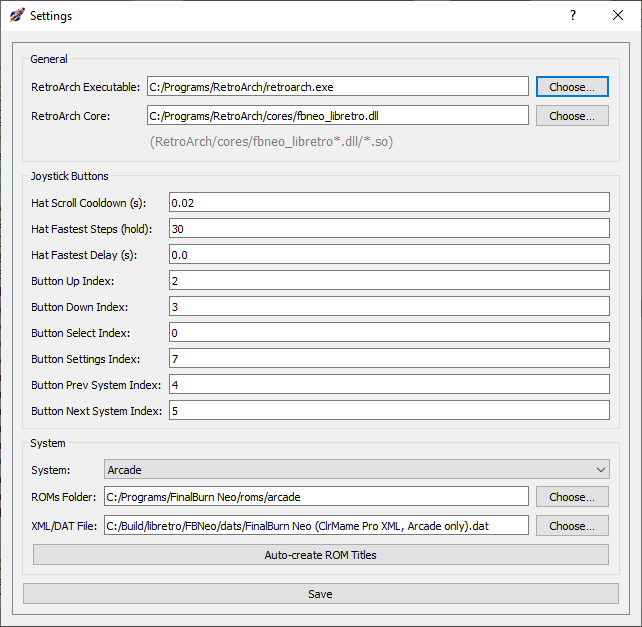 Settings ?
General
RetroArch Executable: C:/Programs/RetroArch/retroarch.exe Choose...
RetroArch Core: C:/Programs/RetroArch/cores/fbneo_libretro.dll Choose...
(RetroArch/cores/fbneo_libretro*.dll/*.so)
Joystick Buttons
Hat Scroll Cooldown (s): 0.02
Hat Fastest Steps (hold): 30
Hat Fastest Delay (s): 0.0
Button Up Index: 2
Button Down Index: 3
Button Select Index: 0
Button Settings Index: 7
Button Prev System Index: 4
Button Next System Index: 5
System
System: Arcade
ROMs Folder: C:/Programs/FinalBurn Neo/roms/arcade Choose...
XML/DAT File: C:/Build/libretro/FBNeo/dats/FinalBurn Neo (ClrMame Pro XML, Arcade only).dat Choose...
Auto-create ROM Titles
Save